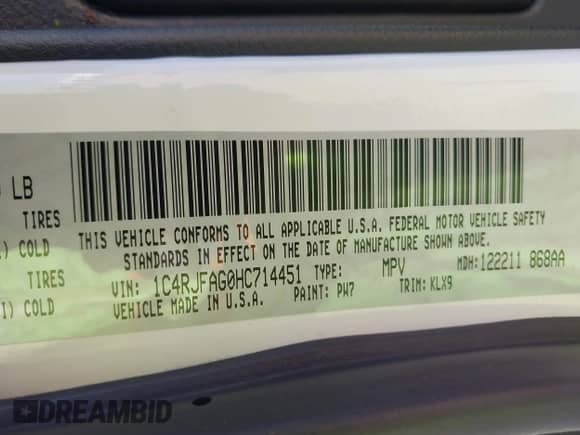 LB
TIRES
) COLD
TIRES
I) COLD
THIS VEHICLE CONFORMS TO ALL APPLICABLE U.S.A. FEDERAL MOTOR VEHICLE SAFETY
STANDARDS IN EFFECT ON THE DATE OF MANUFACTURE SHOWN ABOVE.
VIN: 1C4RJFAG0HC714451 TYPE: MPV MDH:122211 868AA
VEHICLE MADE IN U.S.A. PAINT: PW7 TRIM: KLX9
DREAMBID